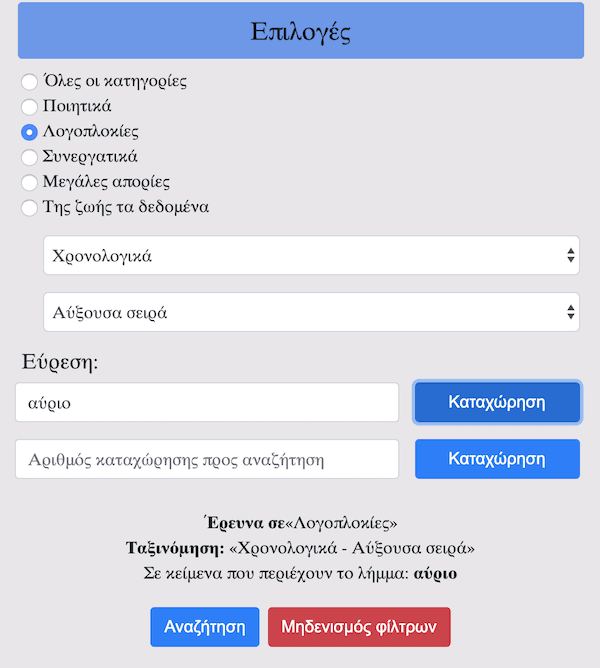 Επιλογές
Όλες οι κατηγορίες
Ποιητικά
Λογοπλοκίες
Συνεργατικά
Μεγάλες απορίες
Της ζωής τα δεδομένα
Χρονολογικά
Αύξουσα σειρά
Εύρεση:
αύριο Καταχώρηση
Αριθμός καταχώρησης προς αναζήτηση Καταχώρηση
Έρευνα σε«Λογοπλοκίες»
Ταξινόμηση: «Χρονολογικά - Αύξουσα σειρά»
Σε κείμενα που περιέχουν το λήμμα: αύριο
Αναζήτηση Μηδενισμός φίλτρων